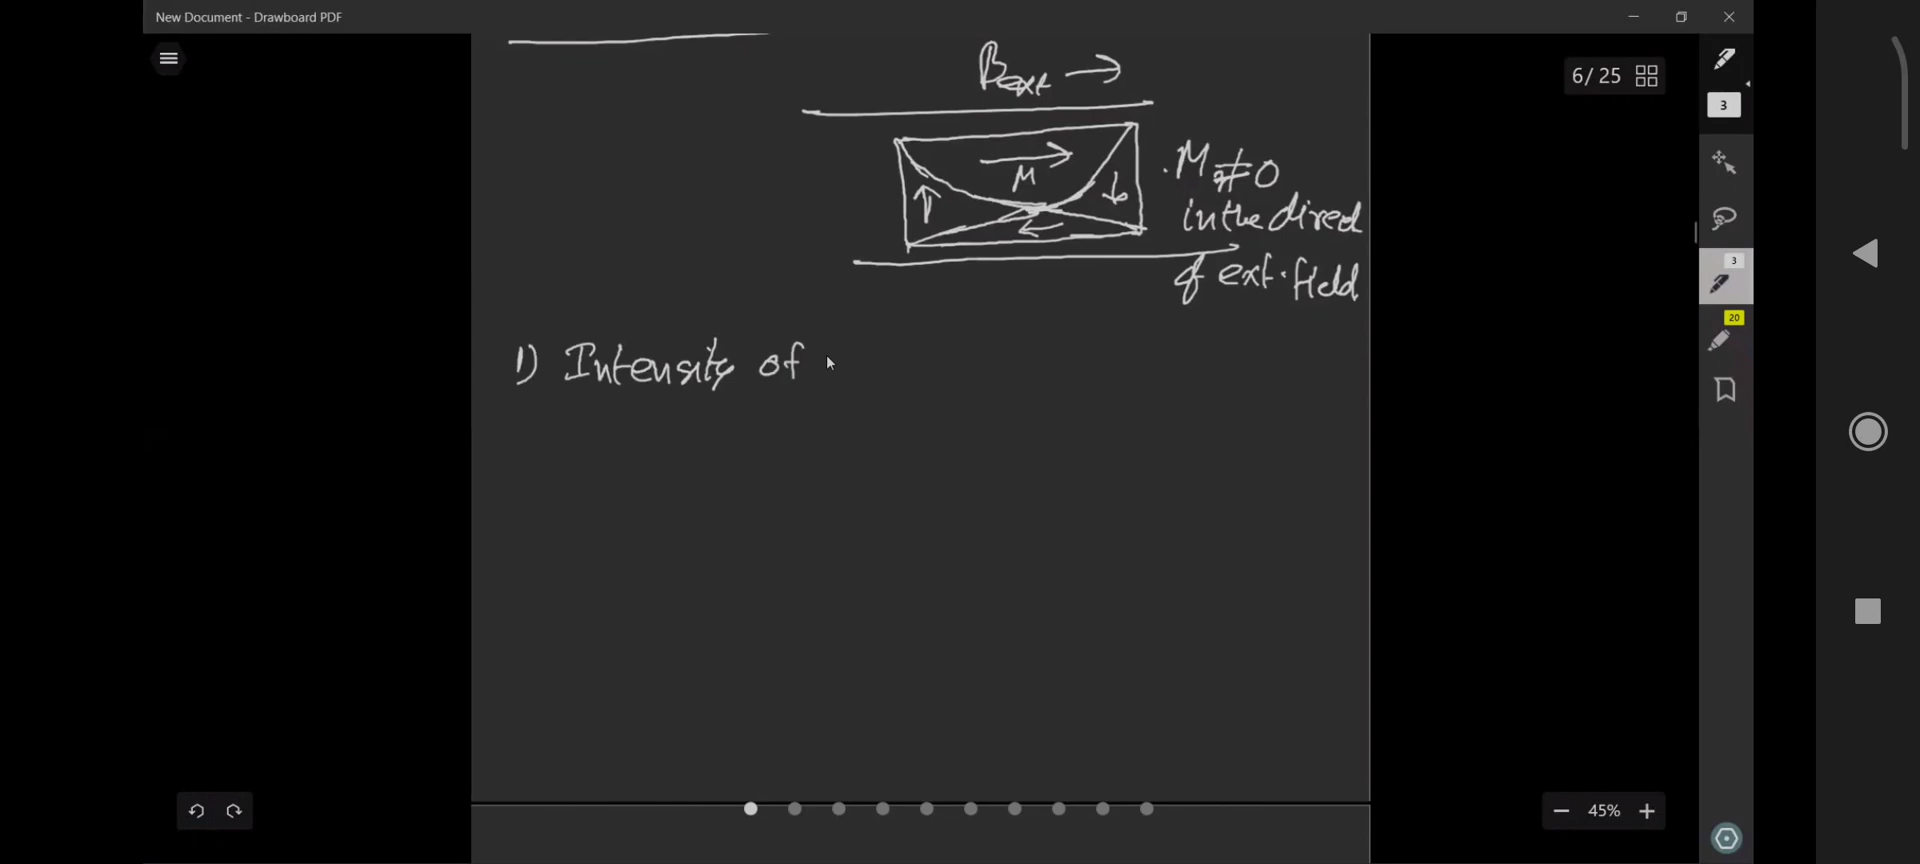 New Document - Drawboard PDF
6/ 25
3
Bext →
M
. M ≠ 0
in the direc
of ext. field
3
20
1) Intensity of
45%